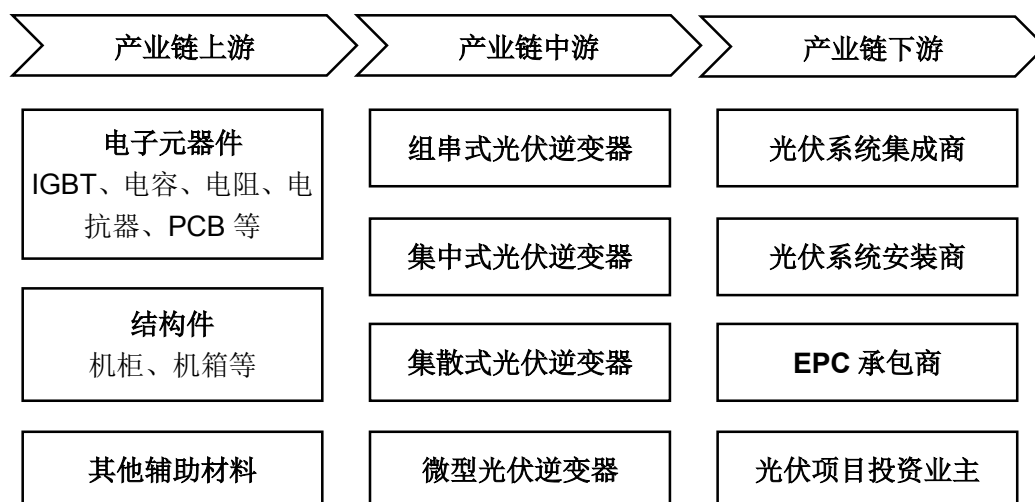 产业链上游
产业链中游
产业链下游
电子元器件
IGBT、电容、电阻、电
抗器、PCB 等
结构件
机柜、机箱等
其他辅助材料
组串式光伏逆变器
集中式光伏逆变器
集散式光伏逆变器
微型光伏逆变器
光伏系统集成商
光伏系统安装商
EPC 承包商
光伏项目投资业主